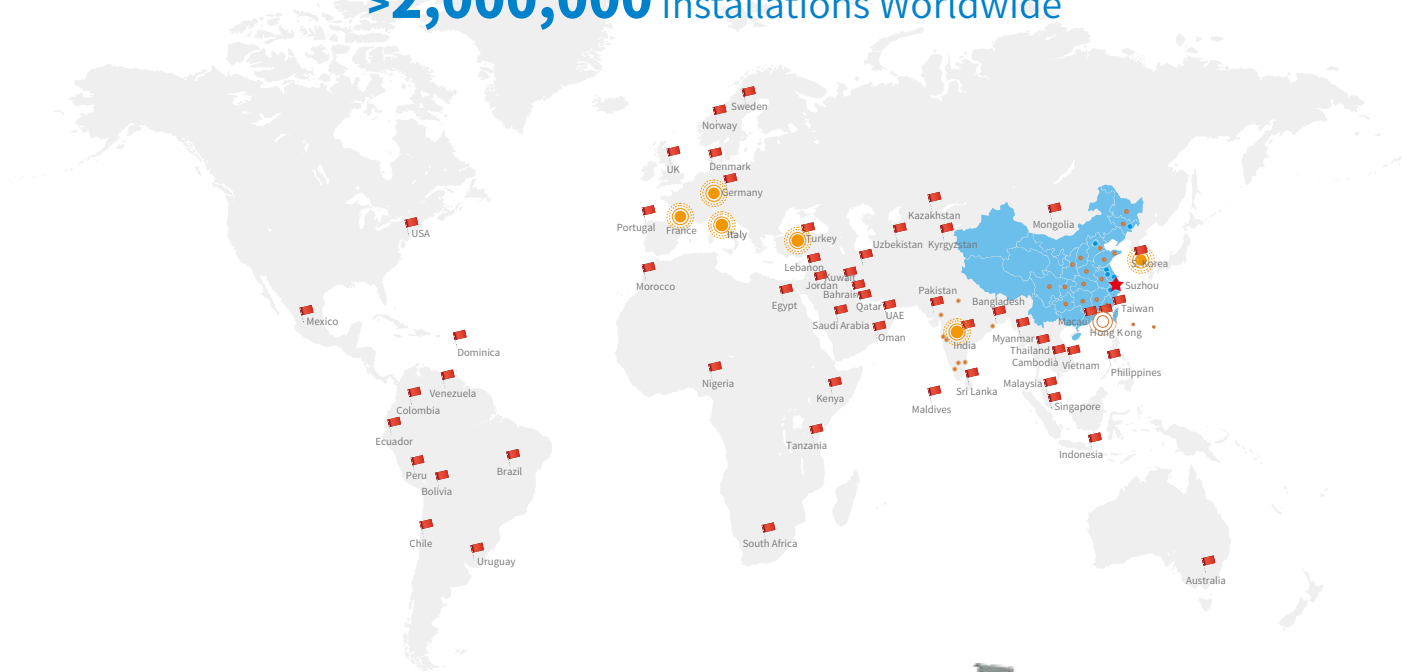 >2,000,000 Installations Worldwide
Sweden
Norway
UK
Denmark
Germany
Portugal
France
Italy
Turkey
USA
Kazakhstan
Mongolia
Uzbekistan
Kyrgyzstan
Lebanon
S. Korea
Morocco
Kuwait
Jordan
Suzhou
Egypt
Bahrain
Pakistan
Bangladesh
Qatar
UAE
Taiwan
Mexico
Saudi Arabia
Macau
Hong Kong
Oman
Myanmar
India
Thailand
Dominica
Cambodia
Vietnam
Philippines
Nigeria
Kenya
Malaysia
Venezuela
Sri Lanka
Colombia
Maldives
Singapore
Ecuador
Tanzania
Indonesia
Peru
Brazil
Bolivia
Chile
South Africa
Uruguay
Australia